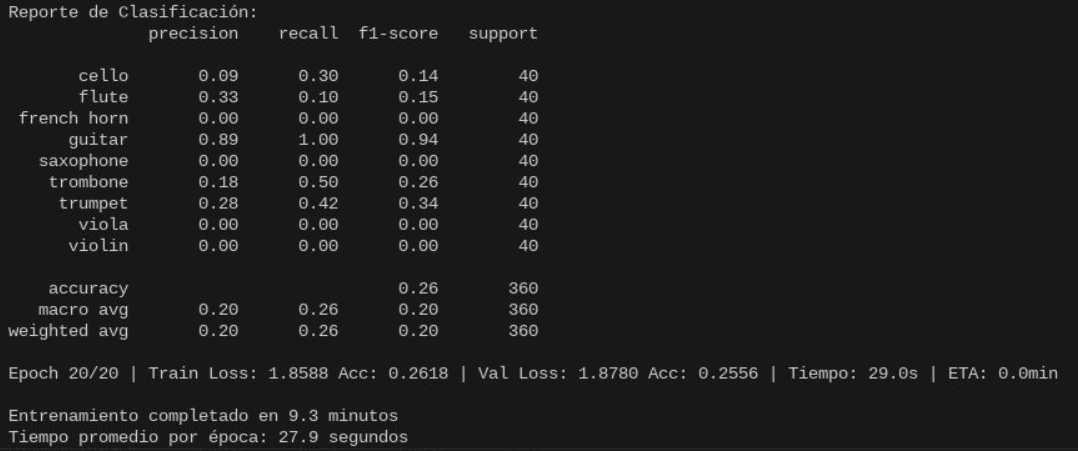 Reporte de Clasificación:
precision recall f1-score support
cello 0.09 0.30 0.14 40
flute 0.33 0.10 0.15 40
french horn 0.00 0.00 0.00 40
guitar 0.89 1.00 0.94 40
saxophone 0.00 0.00 0.00 40
trombone 0.18 0.50 0.26 40
trumpet 0.28 0.42 0.34 40
viola 0.00 0.00 0.00 40
violin 0.00 0.00 0.00 40
accuracy 0.26 360
macro avg 0.20 0.26 0.20 360
weighted avg 0.20 0.26 0.20 360
Epoch 20/20 | Train Loss: 1.8588 Acc: 0.2618 | Val Loss: 1.8780 Acc: 0.2556 | Tiempo: 29.0s | ETA: 0.0min
Entrenamiento completado en 9.3 minutos
Tiempo promedio por época: 27.9 segundos